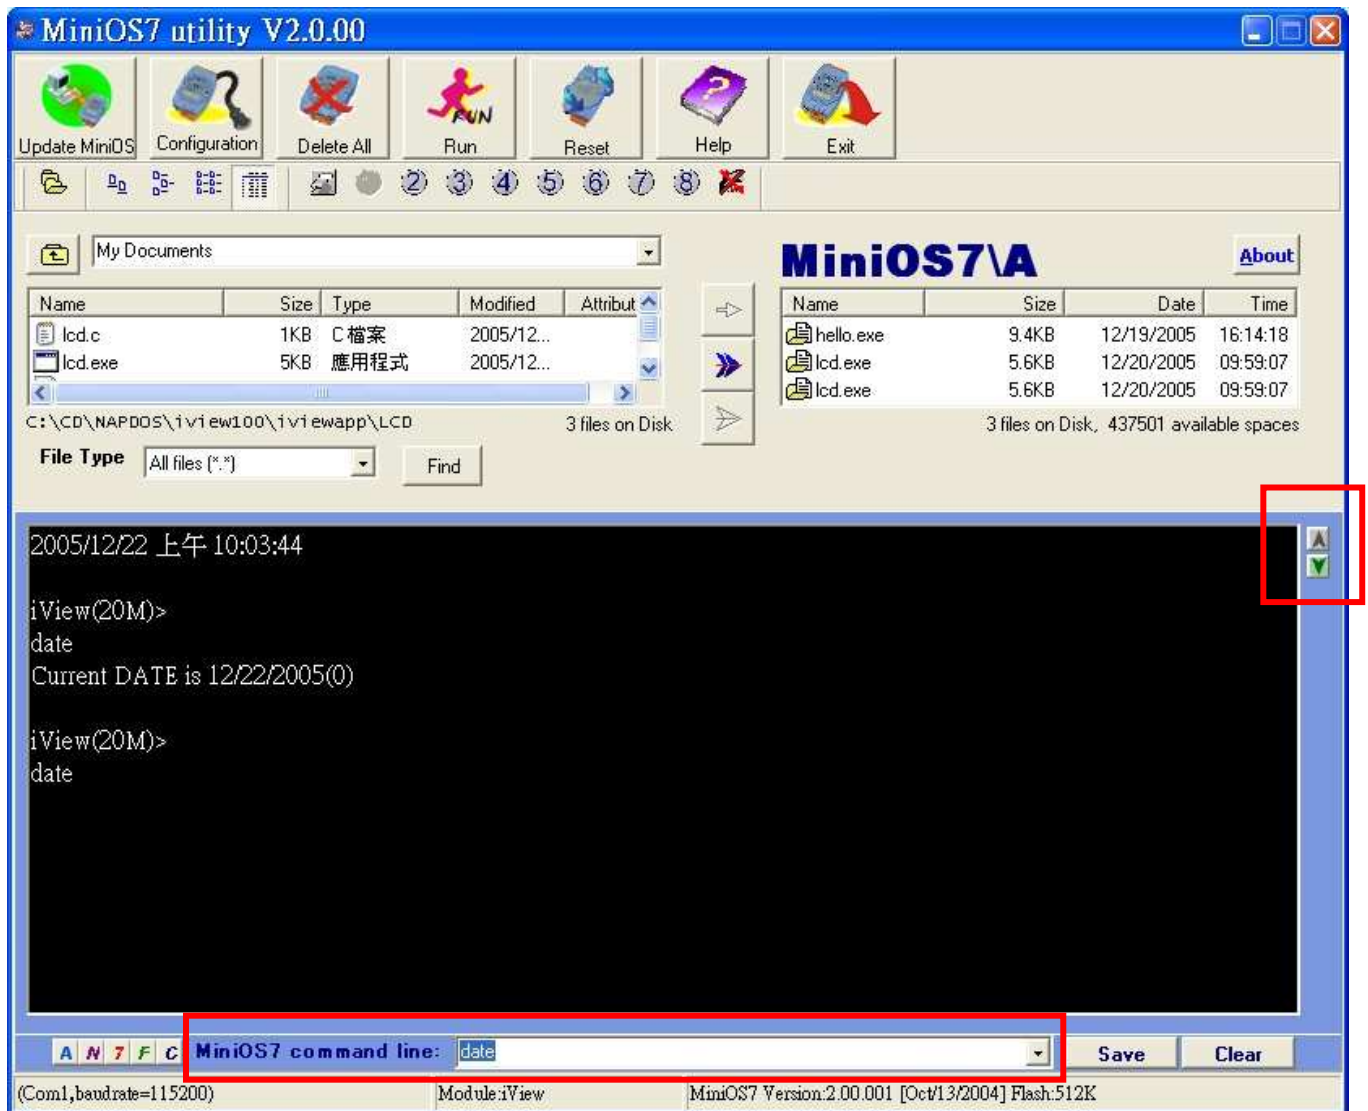 MiniOS7 utility V2.0.00
Update MiniOS Configuration Delete All Run Reset Help Exit
RUN
2 3 4 5 6 7 8
My Documents
MiniOS7\A
About
Name Size Type Modified Attribut
lcd.c 1KB C 檔案 2005/12...
lcd.exe 5KB 應用程式 2005/12...
Name Size Date Time
hello.exe 9.4KB 12/19/2005 16:14:18
lcd.exe 5.6KB 12/20/2005 09:59:07
lcd.exe 5.6KB 12/20/2005 09:59:07
C:\CD\NAPDOS\iview100\iviewapp\LCD 3 files on Disk
3 files on Disk, 437501 available spaces
File Type All files (*.*) Find
2005/12/22 上午 10:03:44
iView(20M)>
date
Current DATE is 12/22/2005(0)
iView(20M)>
date
A N 7 F C MiniOS7 command line: date Save Clear
(Com1,baudrate=115200) Module:iView MiniOS7 Version:2.00.001 [Oct/13/2004] Flash:512K